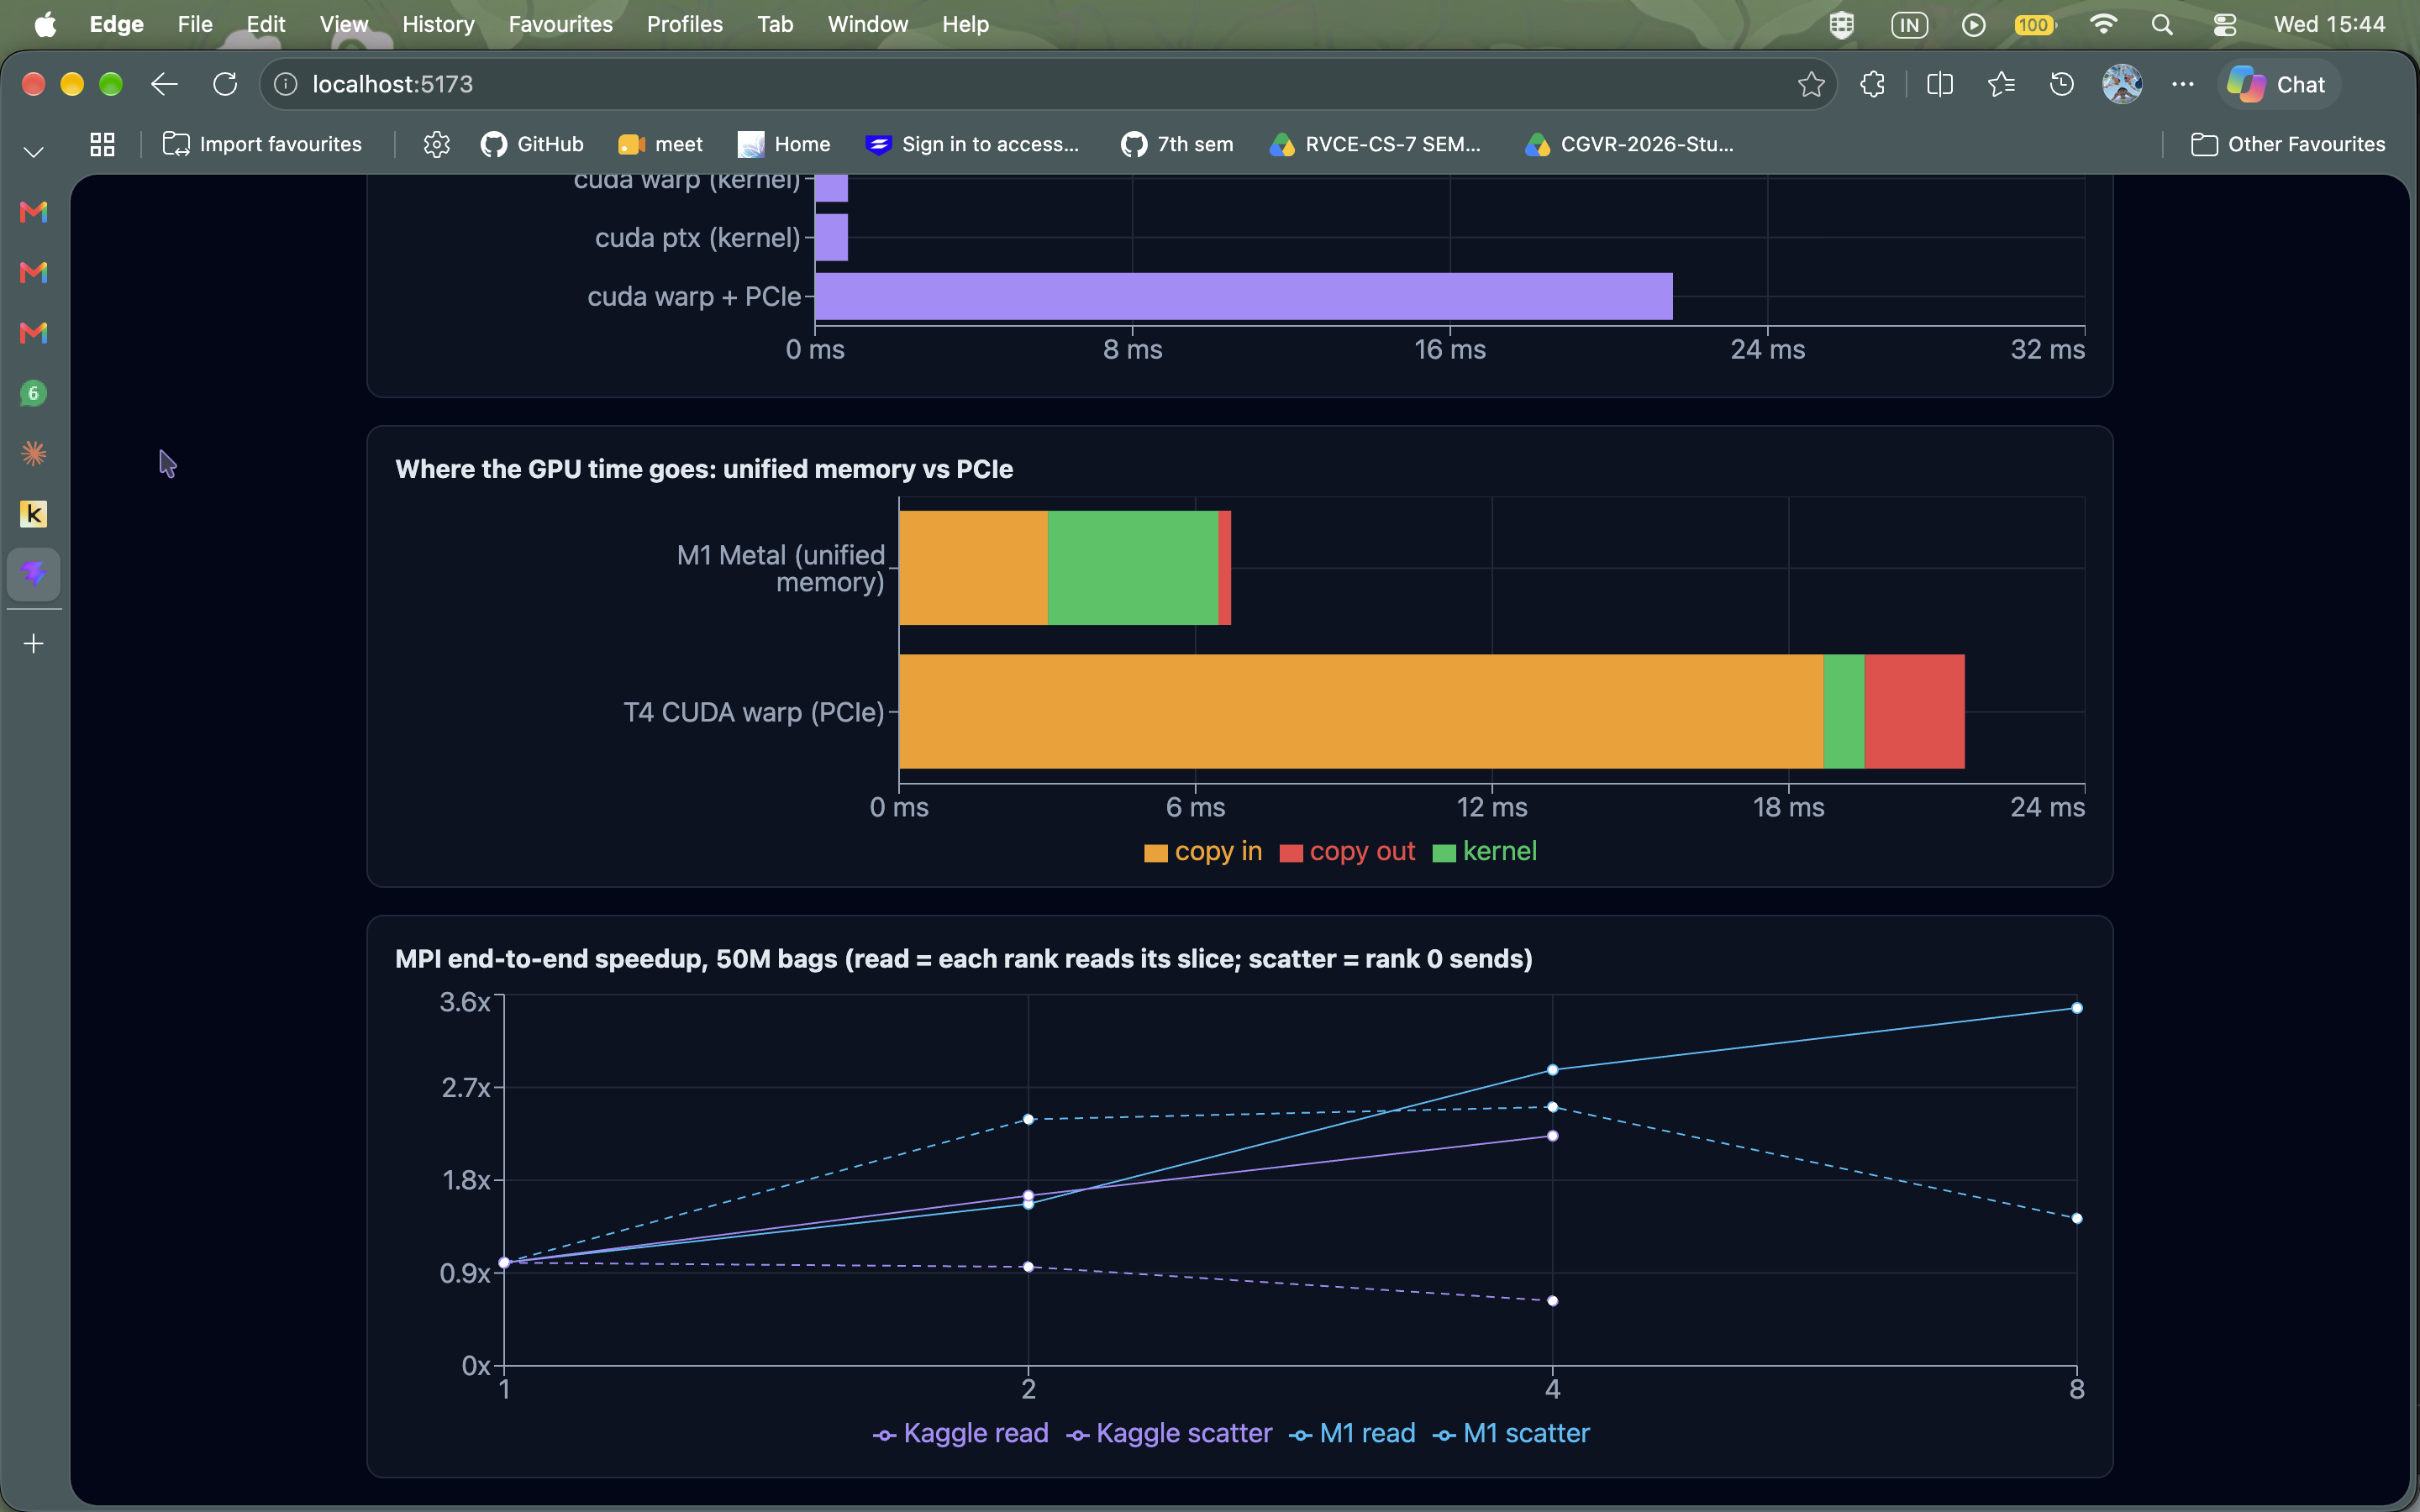 Edge File Edit View History Favourites Profiles Tab Window Help IN 100 Wed 15:44
localhost:5173 Chat
Import favourites GitHub meet Home Sign in to access... 7th sem RVCE-CS-7 SEM... CGVR-2026-Stu... Other Favourites
6
k
cuda warp (kernel)
cuda ptx (kernel)
cuda warp + PCIe
0 ms 8 ms 16 ms 24 ms 32 ms
Where the GPU time goes: unified memory vs PCIe
M1 Metal (unified
memory)
T4 CUDA warp (PCIe)
0 ms 6 ms 12 ms 18 ms 24 ms
copy in copy out kernel
MPI end-to-end speedup, 50M bags (read = each rank reads its slice; scatter = rank 0 sends)
3.6x
2.7x
1.8x
0.9x
0x
1 2 4 8
Kaggle read Kaggle scatter M1 read M1 scatter